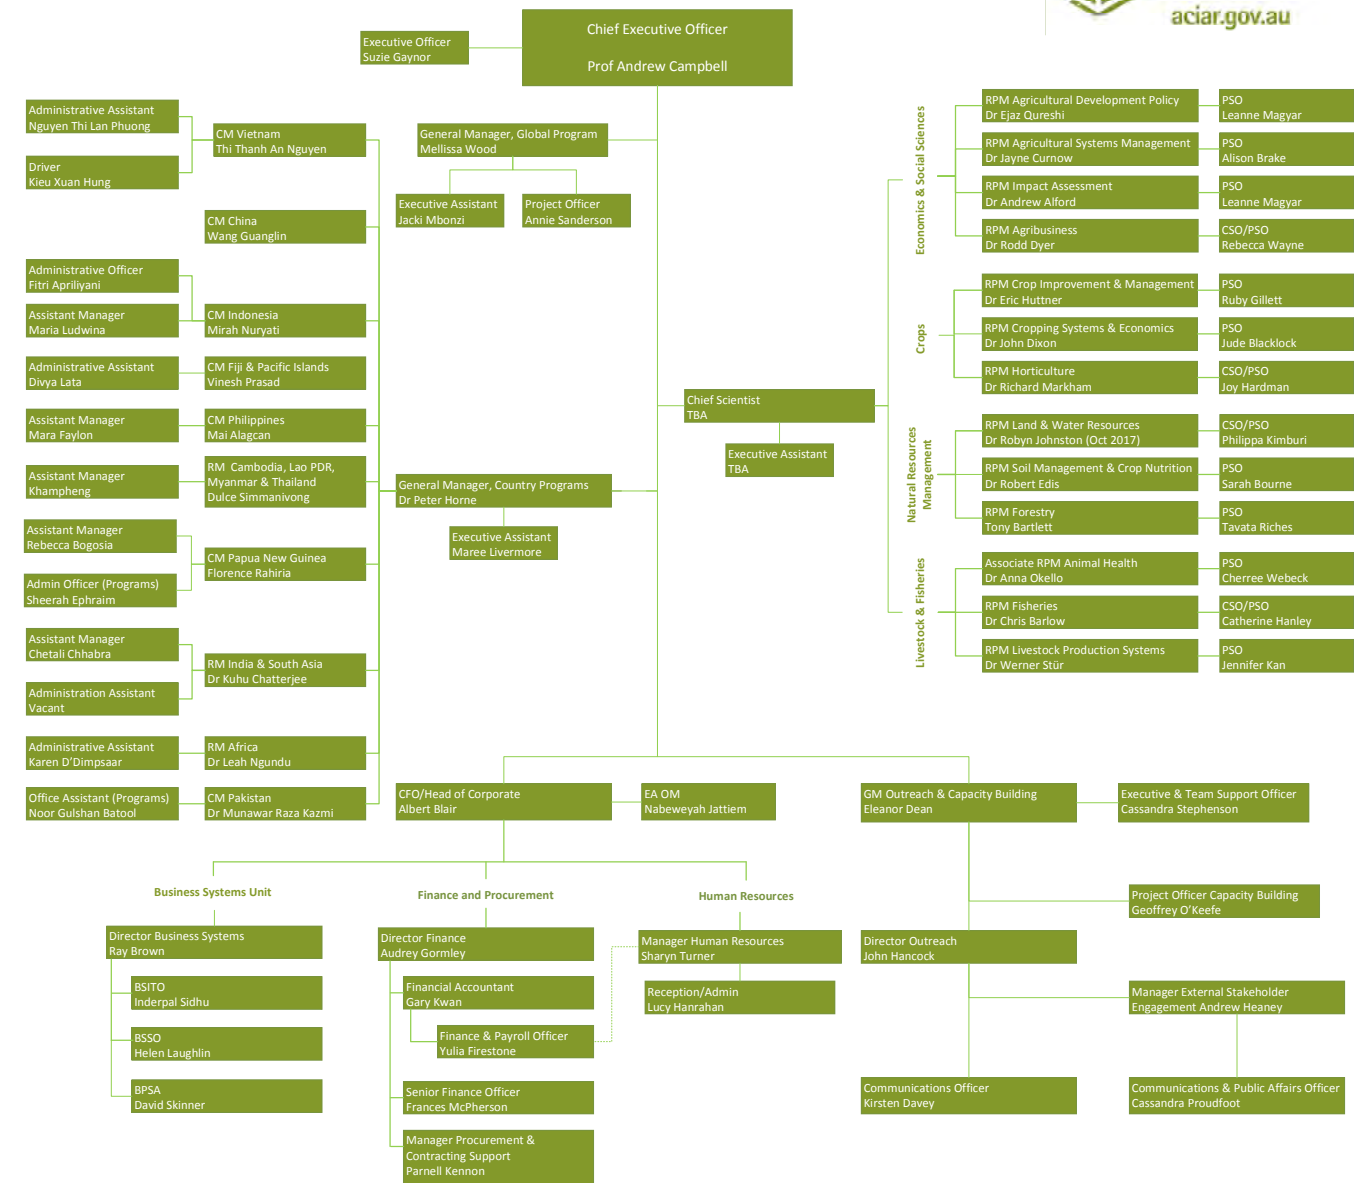 aciar.gov.au
Chief Executive Officer
Prof Andrew Campbell
Executive Officer
Suzie Gaynor
Administrative Assistant
Nguyen Thi Lan Phuong
Driver
Kieu Xuan Hung
CM Vietnam
Thi Thanh An Nguyen
CM China
Wang Guanglin
Administrative Officer
Fitri Apriliyani
Assistant Manager
Maria Ludwina
CM Indonesia
Mirah Nuryati
Administrative Assistant
Divya Lata
CM Fiji & Pacific Islands
Vinesh Prasad
Assistant Manager
Mara Faylon
CM Philippines
Mai Alagcan
Assistant Manager
Khampheng
RM  Cambodia, Lao PDR,
Myanmar & Thailand
Dulce Simmanivong
Assistant Manager
Rebecca Bogosia
Admin Officer (Programs)
Sheerah Ephraim
CM Papua New Guinea
Florence Rahiria
Assistant Manager
Chetali Chhabra
Administration Assistant
Vacant
RM India & South Asia
Dr Kuhu Chatterjee
Administrative Assistant
Karen D’Dimpsaar
RM Africa
Dr Leah Ngundu
Office Assistant (Programs)
Noor Gulshan Batool
CM Pakistan
Dr Munawar Raza Kazmi
General Manager, Global Program
Mellissa Wood
Executive Assistant
Jacki Mbonzi
Project Officer
Annie Sanderson
General Manager, Country Programs
Dr Peter Horne
Executive Assistant
Maree Livermore
Chief Scientist
TBA
Executive Assistant
TBA
Economics & Social Sciences
RPM Agricultural Development Policy
Dr Ejaz Qureshi
PSO
Leanne Magyar
RPM Agricultural Systems Management
Dr Jayne Curnow
PSO
Alison Brake
RPM Impact Assessment
Dr Andrew Alford
PSO
Leanne Magyar
RPM Agribusiness
Dr Rodd Dyer
CSO/PSO
Rebecca Wayne
Crops
RPM Crop Improvement & Management
Dr Eric Huttner
PSO
Ruby Gillett
RPM Cropping Systems & Economics
Dr John Dixon
PSO
Jude Blacklock
RPM Horticulture
Dr Richard Markham
CSO/PSO
Joy Hardman
Natural Resources
Management
RPM Land & Water Resources
Dr Robyn Johnston (Oct 2017)
CSO/PSO
Philippa Kimburi
RPM Soil Management & Crop Nutrition
Dr Robert Edis
PSO
Sarah Bourne
RPM Forestry
Tony Bartlett
PSO
Tavata Riches
Livestock & Fisheries
Associate RPM Animal Health
Dr Anna Okello
PSO
Cherree Webeck
RPM Fisheries
Dr Chris Barlow
CSO/PSO
Catherine Hanley
RPM Livestock Production Systems
Dr Werner Stür
PSO
Jennifer Kan
CFO/Head of Corporate
Albert Blair
EA OM
Nabeweyah Jattiem
GM Outreach & Capacity Building
Eleanor Dean
Executive & Team Support Officer
Cassandra Stephenson
Business Systems Unit
Director Business Systems
Ray Brown
BSITO
Inderpal Sidhu
BSSO
Helen Laughlin
BPSA
David Skinner
Finance and Procurement
Director Finance
Audrey Gormley
Financial Accountant
Gary Kwan
Finance & Payroll Officer
Yulia Firestone
Senior Finance Officer
Frances McPherson
Manager Procurement &
Contracting Support
Parnell Kennon
Human Resources
Manager Human Resources
Sharyn Turner
Reception/Admin
Lucy Hanrahan
Project Officer Capacity Building
Geoffrey O’Keefe
Director Outreach
John Hancock
Manager External Stakeholder
Engagement Andrew Heaney
Communications Officer
Kirsten Davey
Communications & Public Affairs Officer
Cassandra Proudfoot